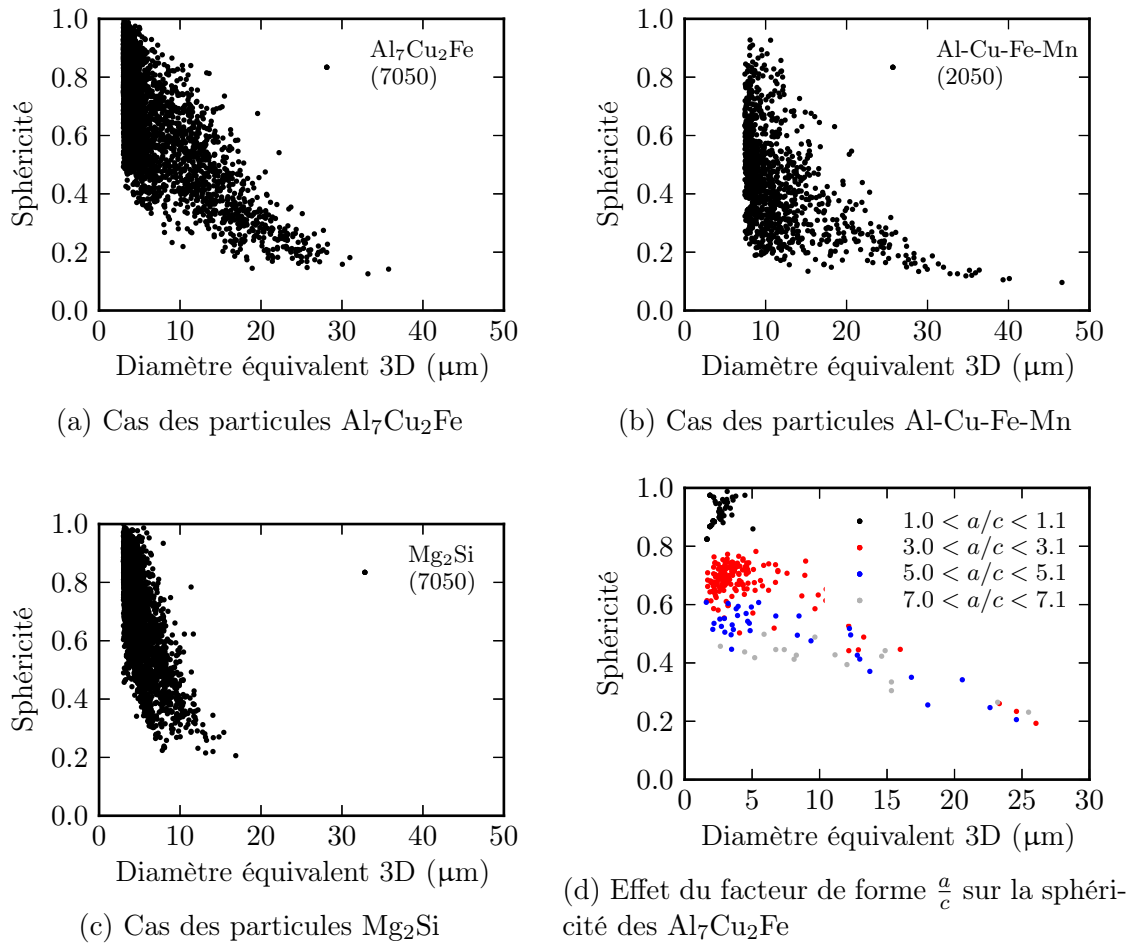 1.0
0.8
0.6
0.4
0.2
0.0
Sphéricité
Al₇Cu₂Fe
(7050)
0 10 20 30 40 50
Diamètre équivalent 3D (µm)
(a) Cas des particules Al₇Cu₂Fe
1.0
0.8
0.6
0.4
0.2
0.0
Sphéricité
Al-Cu-Fe-Mn
(2050)
0 10 20 30 40 50
Diamètre équivalent 3D (µm)
(b) Cas des particules Al-Cu-Fe-Mn
1.0
0.8
0.6
0.4
0.2
0.0
Sphéricité
Mg₂Si
(7050)
0 10 20 30 40 50
Diamètre équivalent 3D (µm)
(c) Cas des particules Mg₂Si
1.0
0.8
0.6
0.4
0.2
0.0
Sphéricité
1.0 < a/c < 1.1
3.0 < a/c < 3.1
5.0 < a/c < 5.1
7.0 < a/c < 7.1
0 5 10 15 20 25 30
Diamètre équivalent 3D (µm)
(d) Effet du facteur de forme a/c sur la sphéri-
cité des Al₇Cu₂Fe